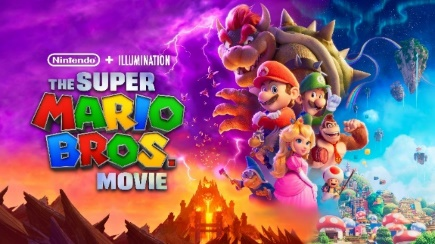 Nintendo + ILLUMINATION
THE SUPER
MARIO
BROS.
MOVIE